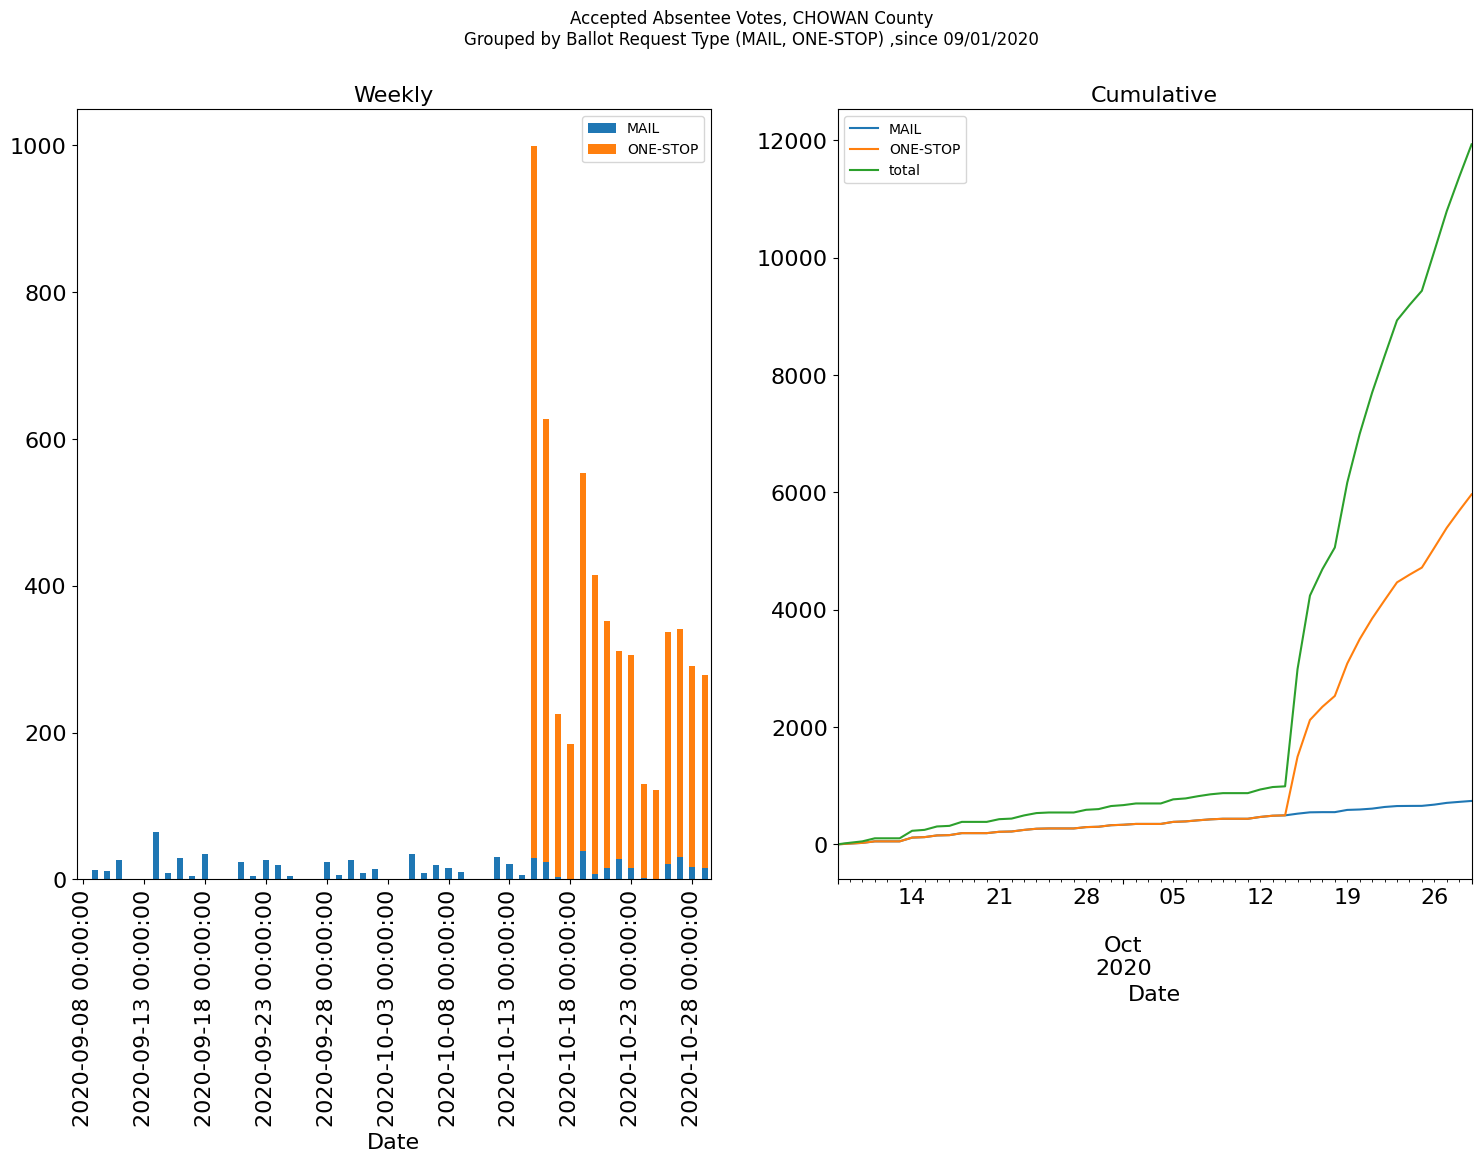 Accepted Absentee Votes, CHOWAN County
Grouped by Ballot Request Type (MAIL, ONE-STOP) ,since 09/01/2020
Weekly
MAIL
ONE-STOP
1000
800
600
400
200
0
2020-09-08 00:00:00
2020-09-13 00:00:00
2020-09-18 00:00:00
2020-09-23 00:00:00
2020-09-28 00:00:00
2020-10-03 00:00:00
2020-10-08 00:00:00
2020-10-13 00:00:00
2020-10-18 00:00:00
2020-10-23 00:00:00
2020-10-28 00:00:00
Date
Cumulative
MAIL
ONE-STOP
total
12000
10000
8000
6000
4000
2000
0
14 21 28 05 12 19 26
Oct
2020
Date